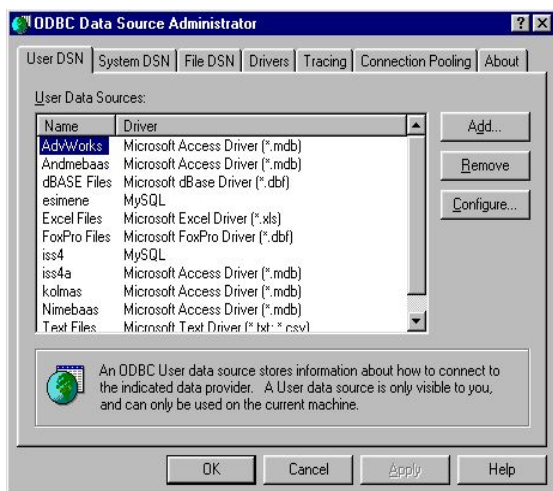 ODBC Data Source Administrator
User DSN System DSN File DSN Drivers Tracing Connection Pooling About
User Data Sources:
Name Driver
AdvWorks Microsoft Access Driver (*.mdb)
Andmebaas Microsoft Access Driver (*.mdb)
dBASE Files Microsoft dBase Driver (*.dbf)
esimene MySQL
Excel Files Microsoft Excel Driver (*.xls)
FoxPro Files Microsoft FoxPro Driver (*.dbf)
iss4 MySQL
iss4a Microsoft Access Driver (*.mdb)
kolmas Microsoft Access Driver (*.mdb)
Nimebaas Microsoft Access Driver (*.mdb)
Text Files Microsoft Text Driver (*.txt; *.csv)
Add...
Remove
Configure...
An ODBC User data source stores information about how to connect to
the indicated data provider. A User data source is only visible to you,
and can only be used on the current machine.
OK Cancel Apply Help